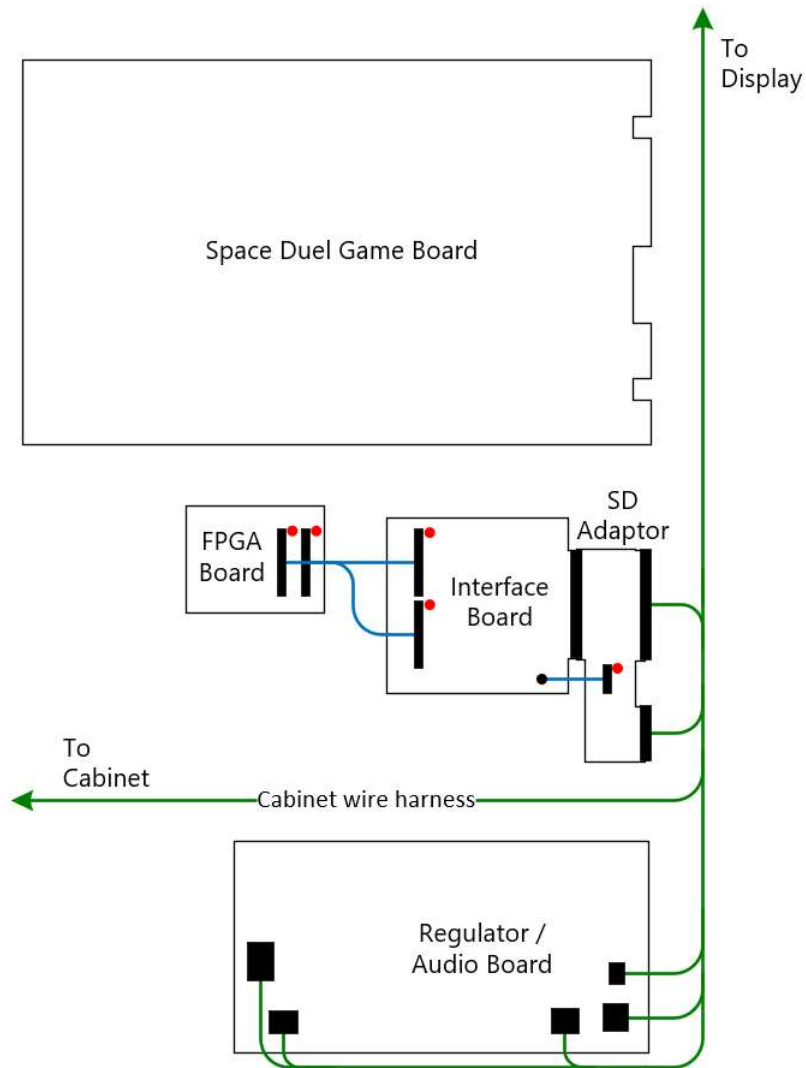 To
Display
Space Duel Game Board
SD
Adaptor
FPGA
Board
Interface
Board
To
Cabinet
Cabinet wire harness
Regulator /
Audio Board